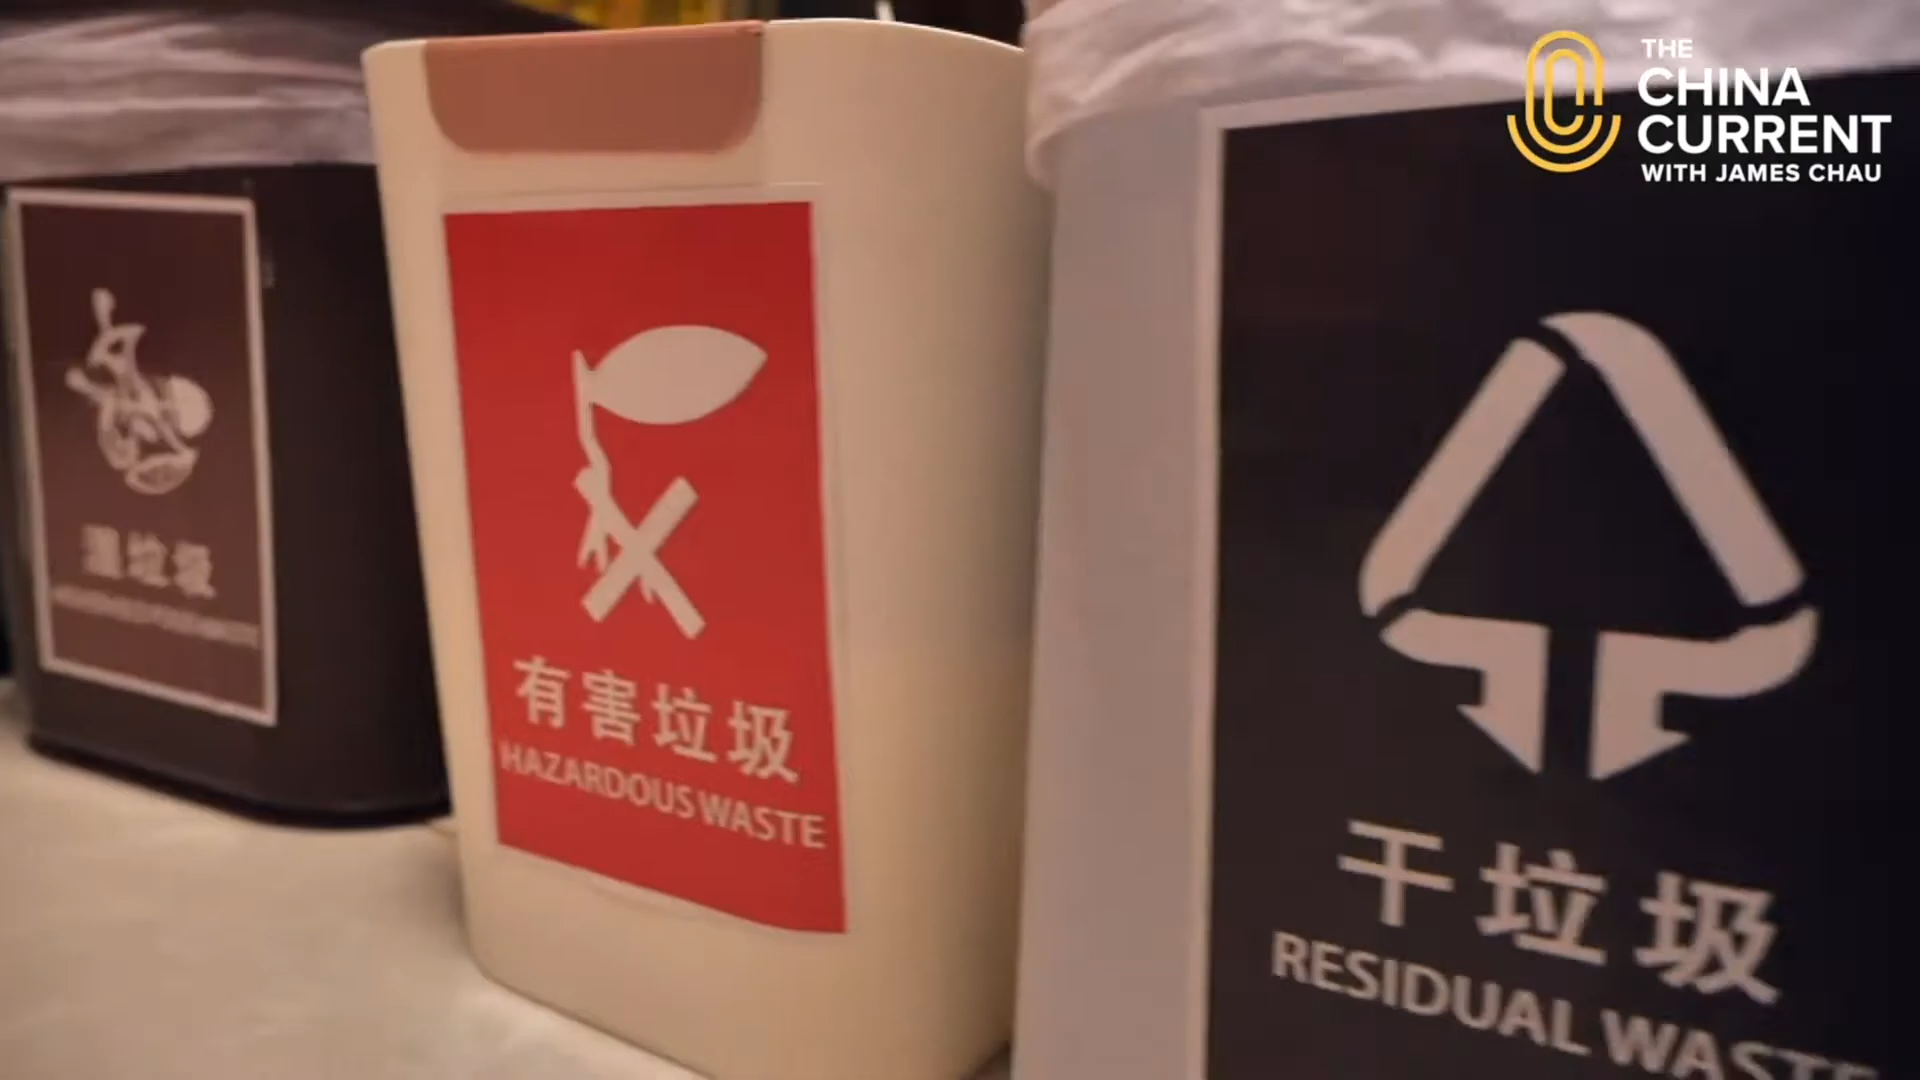 THE
CHINA
CURRENT
WITH JAMES CHAU
湿垃圾
有害垃圾
HAZARDOUS WASTE
干垃圾
RESIDUAL WASTE